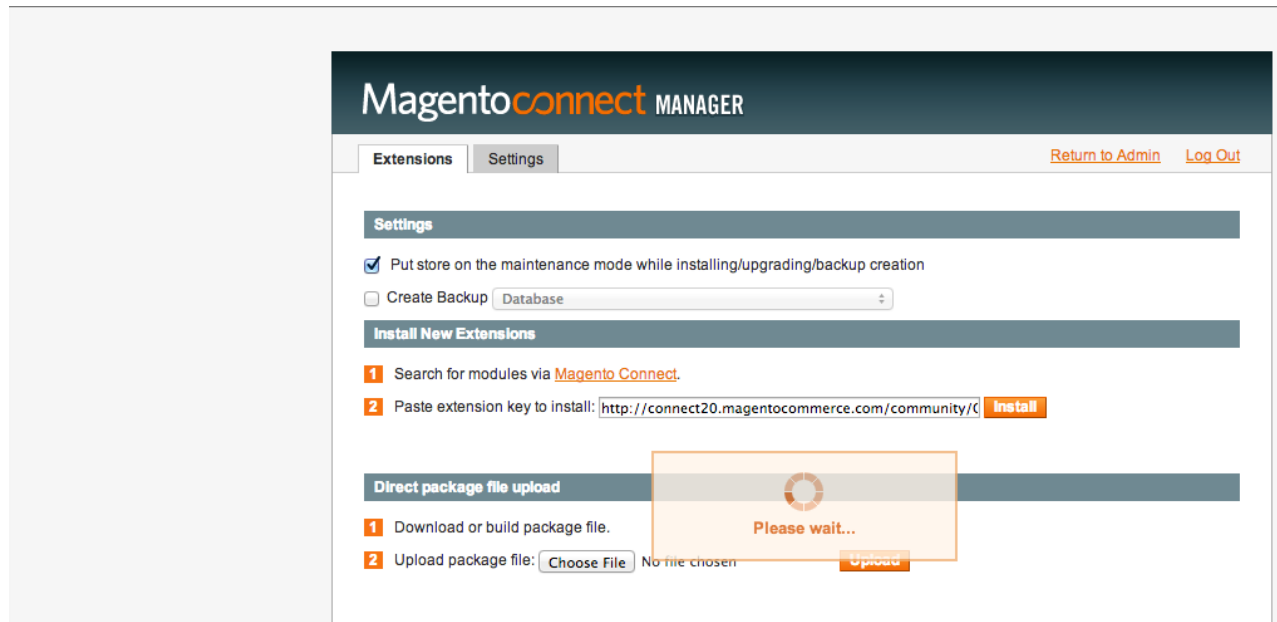 Magentoconnect MANAGER
Extensions Settings Return to Admin Log Out
Settings
Put store on the maintenance mode while installing/upgrading/backup creation
Create Backup Database
Install New Extensions
1 Search for modules via Magento Connect.
2 Paste extension key to install: http://connect20.magentocommerce.com/community/ Install
Direct package file upload
1 Download or build package file.
Please wait...
2 Upload package file: Choose File No file chosen Upload